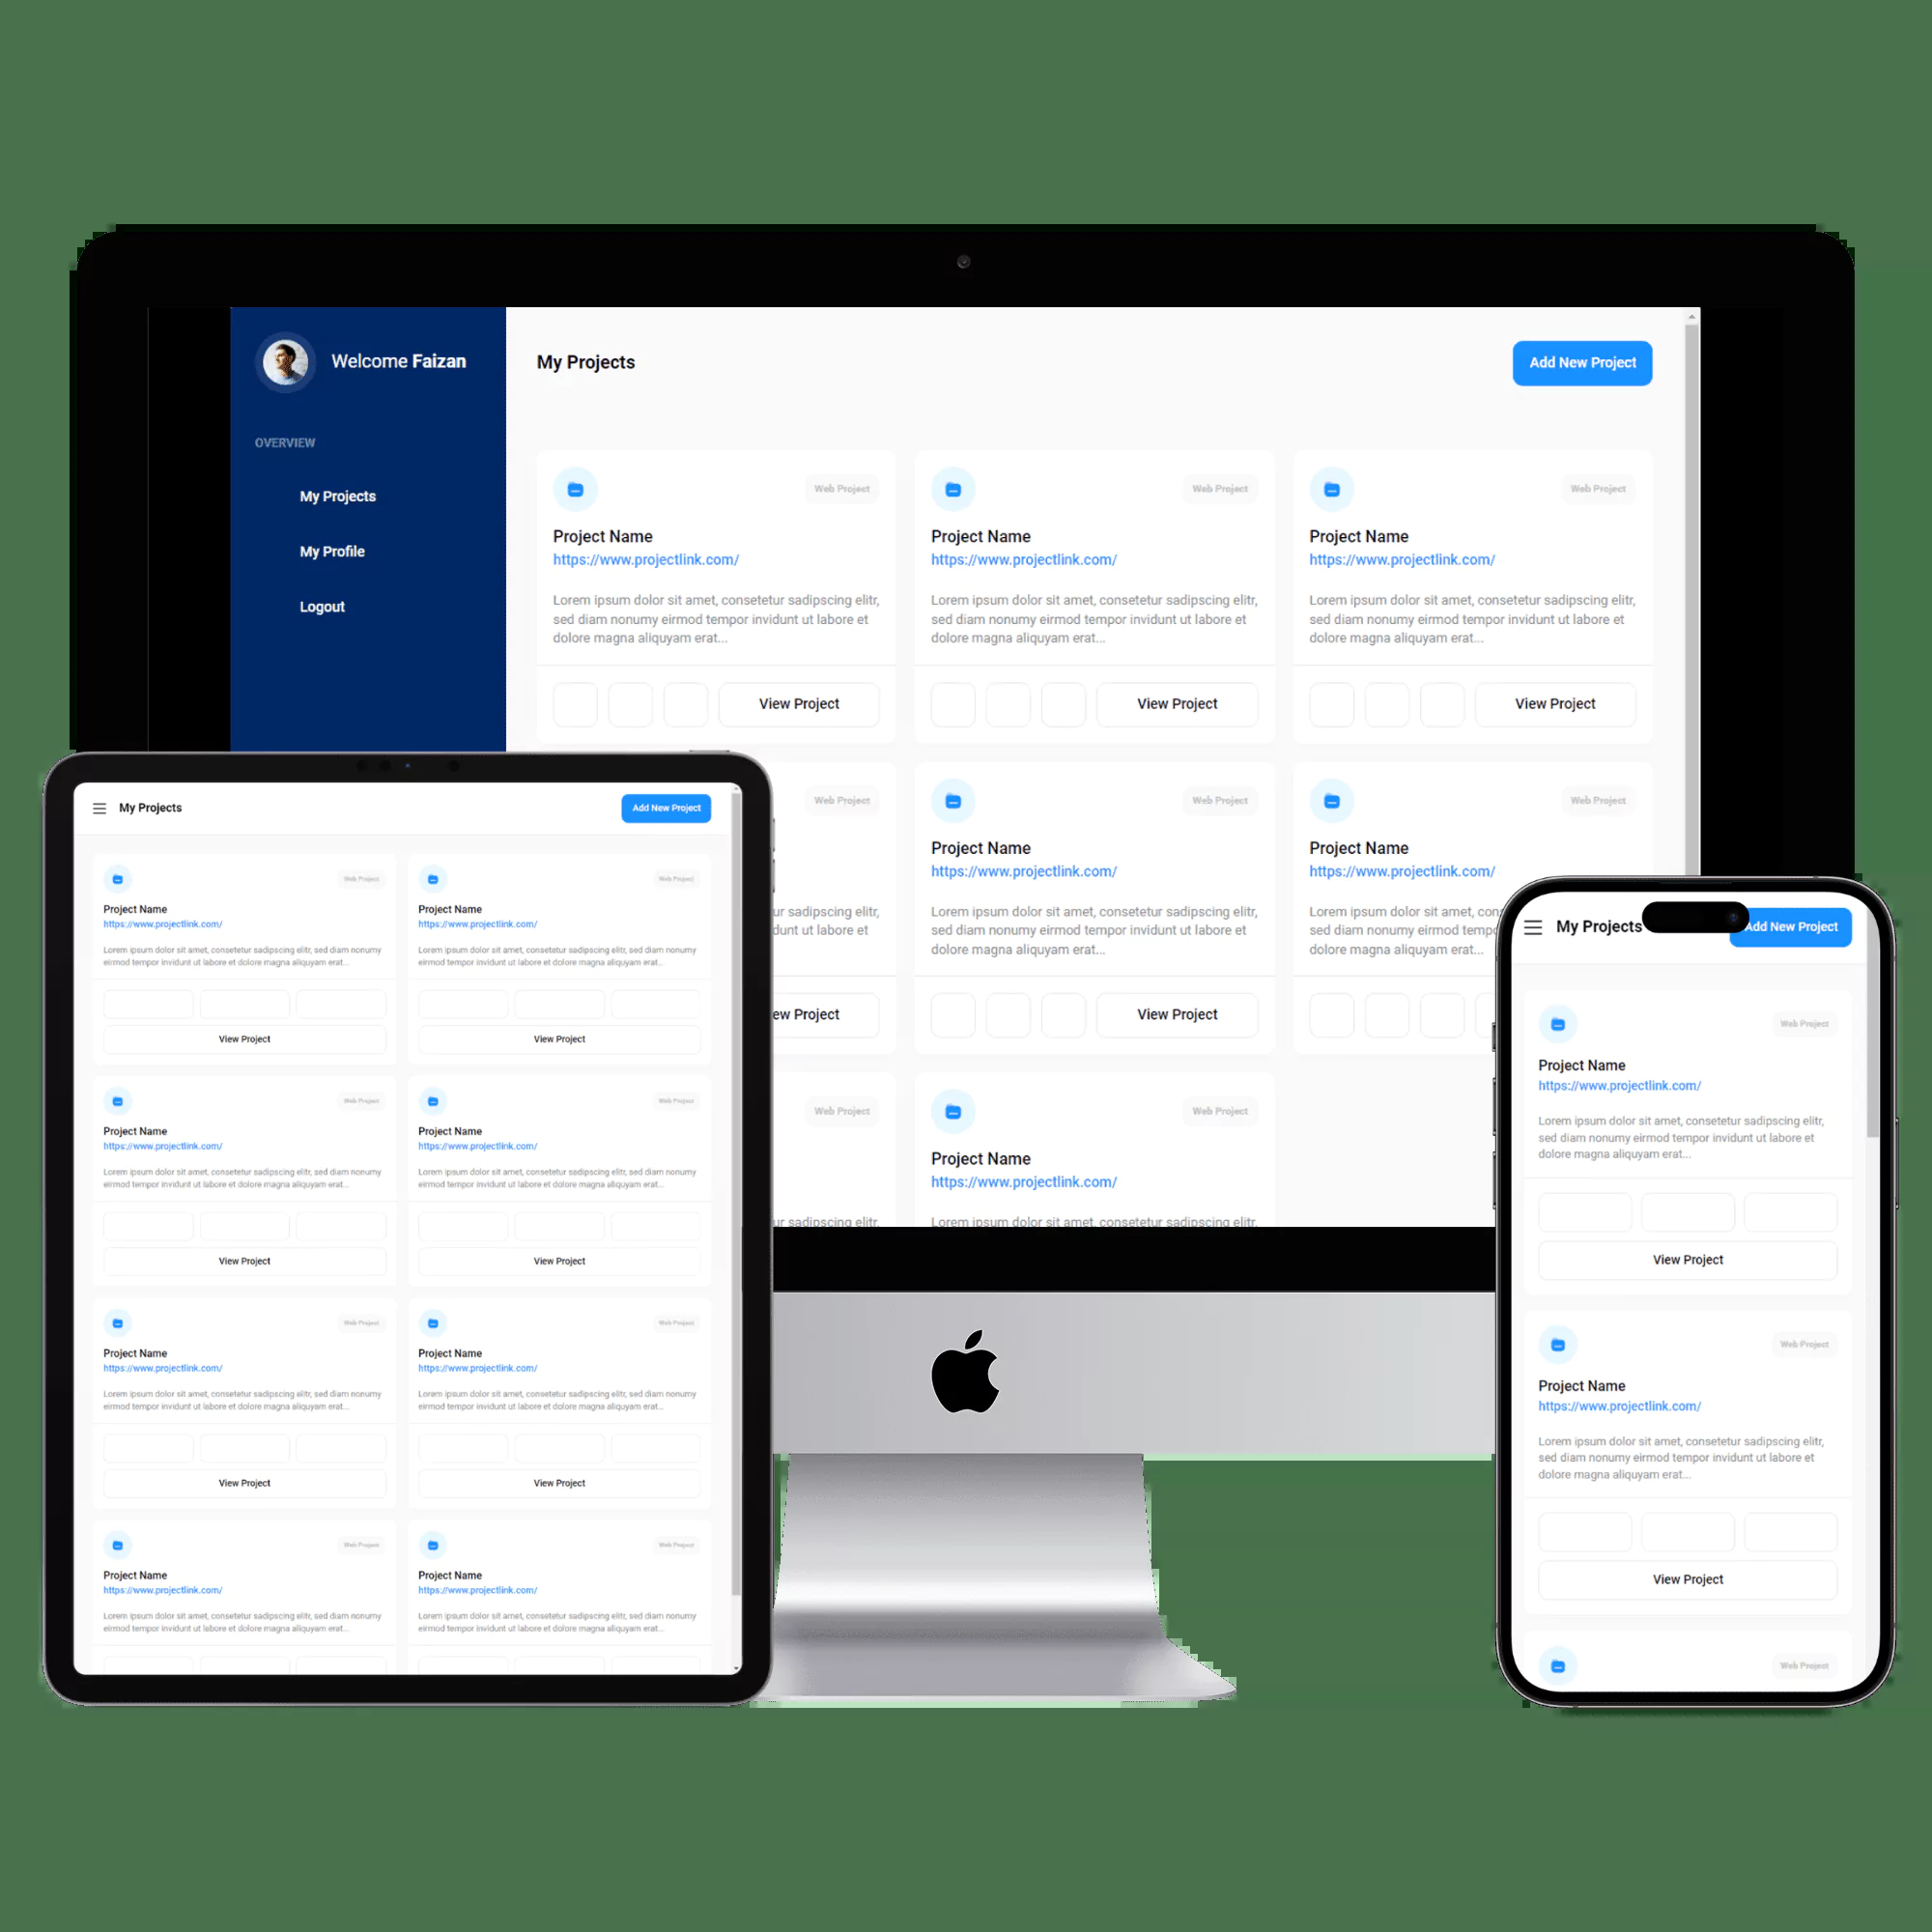 Welcome Faizan
OVERVIEW
My Projects
My Profile
Logout
My Projects
Add New Project
Web Project
Project Name
https://www.projectlink.com/
Lorem ipsum dolor sit amet, consetetur sadipscing elitr,
sed diam nonumy eirmod tempor invidunt ut labore et
dolore magna aliquyam erat...
View Project
Web Project
Project Name
https://www.projectlink.com/
Lorem ipsum dolor sit amet, consetetur sadipscing elitr,
sed diam nonumy eirmod tempor invidunt ut labore et
dolore magna aliquyam erat...
View Project
Web Project
Project Name
https://www.projectlink.com/
Lorem ipsum dolor sit amet, consetetur sadipscing elitr,
sed diam nonumy eirmod tempor invidunt ut labore et
dolore magna aliquyam erat...
View Project
Web Project
ur sadipscing elitr,
dunt ut labore et
ew Project
Web Project
Project Name
https://www.projectlink.com/
Lorem ipsum dolor sit amet, consetetur sadipscing elitr,
sed diam nonumy eirmod tempor invidunt ut labore et
dolore magna aliquyam erat...
View Project
Web Project
Project Name
https://www.projectlink.com/
Lorem ipsum dolor sit amet, con
sed diam nonumy eirmod temp
dolore magna aliquyam erat...
Web Project
ur sadipscing elitr,
Web Project
Project Name
https://www.projectlink.com/
Lorem ipsum dolor sit amet, consetetur sadipscing elitr,
My Projects
Add New Project
Web Project
Project Name
https://www.projectlink.com/
Lorem ipsum dolor sit amet, consetetur sadipscing elitr, sed diam nonumy
eirmod tempor invidunt ut labore et dolore magna aliquyam erat...
View Project
Web Project
Project Name
https://www.projectlink.com/
Lorem ipsum dolor sit amet, consetetur sadipscing elitr, sed diam nonumy
eirmod tempor invidunt ut labore et dolore magna aliquyam erat...
View Project
Web Project
Project Name
https://www.projectlink.com/
Lorem ipsum dolor sit amet, consetetur sadipscing elitr, sed diam nonumy
eirmod tempor invidunt ut labore et dolore magna aliquyam erat...
View Project
Web Project
Project Name
https://www.projectlink.com/
Lorem ipsum dolor sit amet, consetetur sadipscing elitr, sed diam nonumy
eirmod tempor invidunt ut labore et dolore magna aliquyam erat...
View Project
Web Project
Project Name
https://www.projectlink.com/
Lorem ipsum dolor sit amet, consetetur sadipscing elitr, sed diam nonumy
eirmod tempor invidunt ut labore et dolore magna aliquyam erat...
View Project
Web Project
Project Name
https://www.projectlink.com/
Lorem ipsum dolor sit amet, consetetur sadipscing elitr, sed diam nonumy
eirmod tempor invidunt ut labore et dolore magna aliquyam erat...
View Project
Web Project
Project Name
https://www.projectlink.com/
Lorem ipsum dolor sit amet, consetetur sadipscing elitr, sed diam nonumy
eirmod tempor invidunt ut labore et dolore magna aliquyam erat...
Web Project
Project Name
https://www.projectlink.com/
Lorem ipsum dolor sit amet, consetetur sadipscing elitr, sed diam nonumy
eirmod tempor invidunt ut labore et dolore magna aliquyam erat...
My Projects
Add New Project
Web Project
Project Name
https://www.projectlink.com/
Lorem ipsum dolor sit amet, consetetur sadipscing elitr,
sed diam nonumy eirmod tempor invidunt ut labore et
dolore magna aliquyam erat...
View Project
Web Project
Project Name
https://www.projectlink.com/
Lorem ipsum dolor sit amet, consetetur sadipscing elitr,
sed diam nonumy eirmod tempor invidunt ut labore et
dolore magna aliquyam erat...
View Project
Web Project